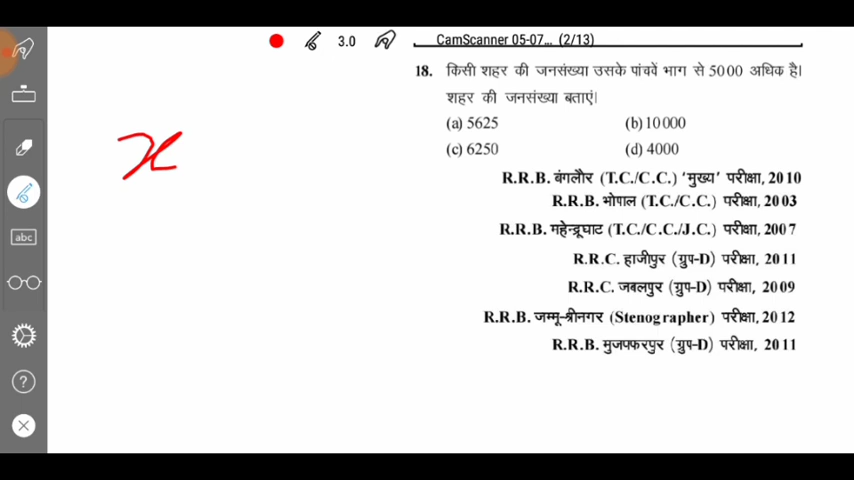 3.0 CamScanner 05-07... (2/13)
18. किसी शहर की जनसंख्या उसके पांचवें भाग से 5000 अधिक है।
शहर की जनसंख्या बताएं।
(a) 5625 (b) 10000
(c) 6250 (d) 4000
R.R.B. बंगलौर (T.C./C.C.) ‘मुख्य’ परीक्षा, 2010
R.R.B. भोपाल (T.C./C.C.) परीक्षा, 2003
R.R.B. महेन्द्रूघाट (T.C./C.C./J.C.) परीक्षा, 2007
R.R.C. हाजीपुर (ग्रुप-D) परीक्षा, 2011
R.R.C. जबलपुर (ग्रुप-D) परीक्षा, 2009
R.R.B. जम्मू-श्रीनगर (Stenographer) परीक्षा, 2012
R.R.B. मुजफ्फरपुर (ग्रुप-D) परीक्षा, 2011
x
abc
?